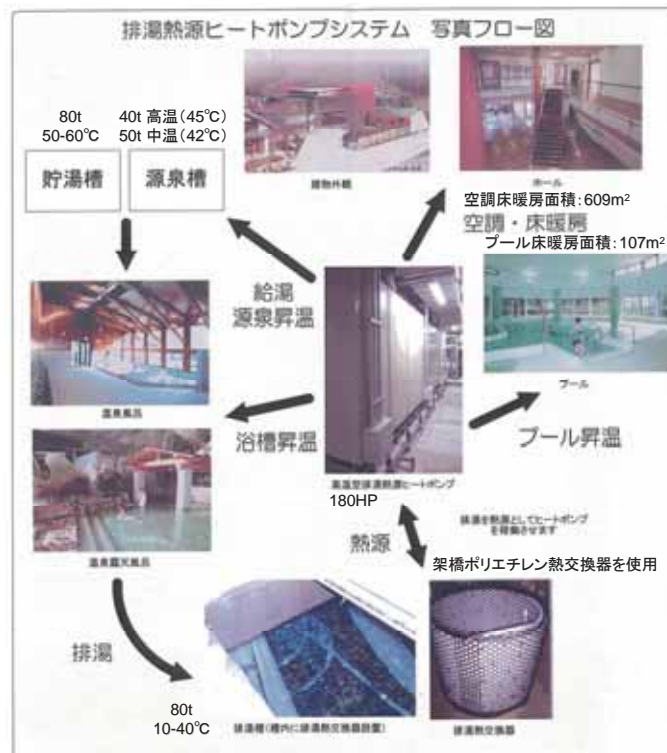 排湯熱源ヒートポンプシステム 写真フロー図
80t
50-60℃
40t 高温(45℃)
50t 中温(42℃)
貯湯槽
源泉槽
建物外観
ホール
空調床暖房面積：609m²
空調・床暖房
プール床暖房面積：107m²
給湯
源泉昇温
温泉風呂
プール
浴槽昇温
プール昇温
高温型排湯熱源ヒートポンプ
180HP
温泉露天風呂
熱源
排湯を熱源としてヒートポンプ
を稼働させます
架橋ポリエチレン熱交換器を使用
排湯
80t
10-40℃
排湯槽(槽内に排湯熱交換器設置)
排湯熱交換器